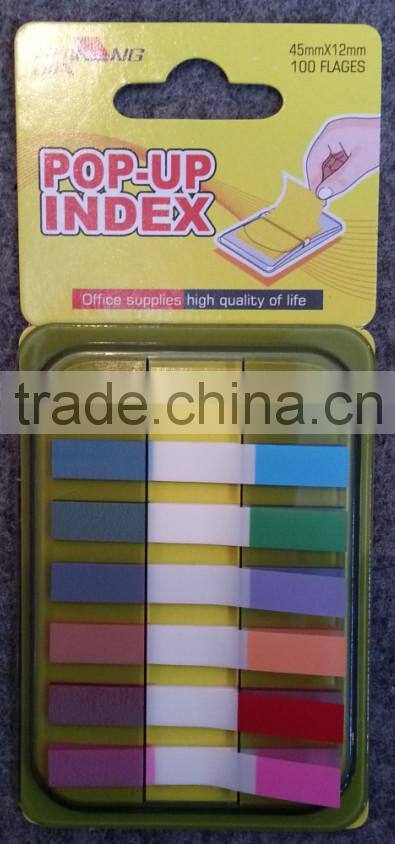 45mmX12mm
100 FLAGES
POP-UP
INDEX
Office supplies high quality of life
trade.china.cn